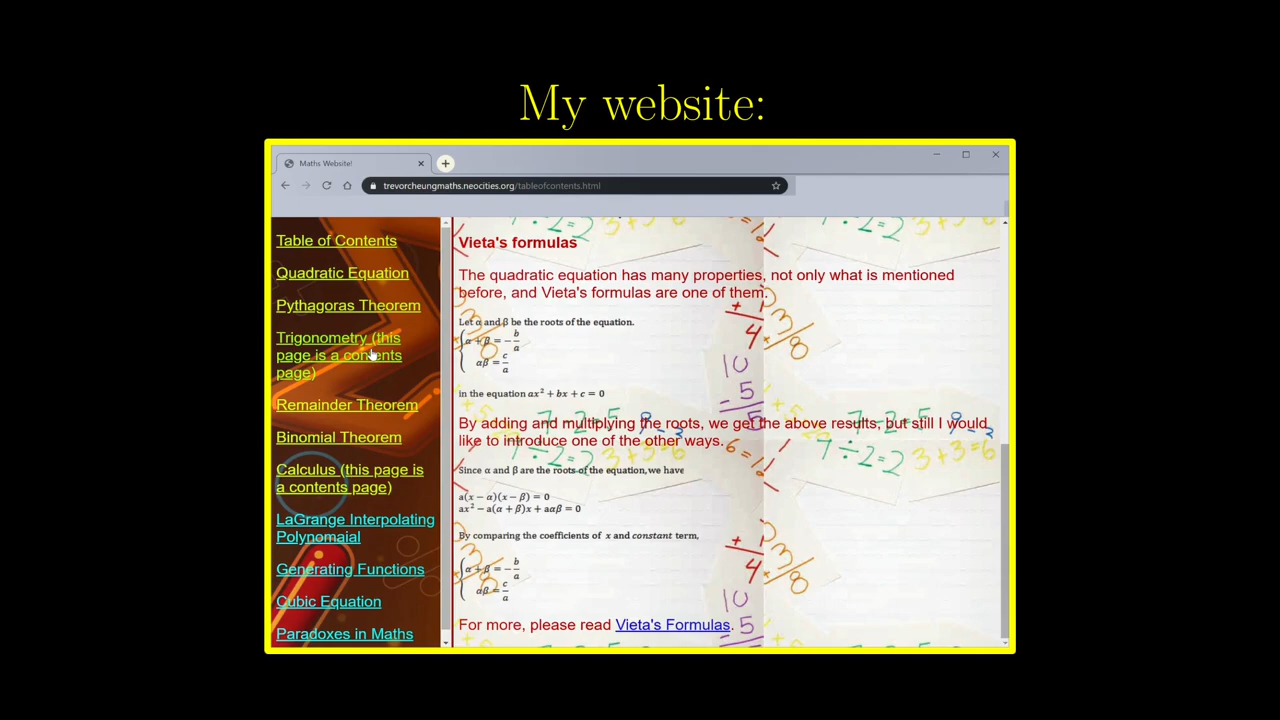 My website:
Maths Website!
trevorcheungmaths.neocities.org/tableofcontents.html
Table of Contents
Quadratic Equation
Pythagoras Theorem
Trigonometry (this
page is a contents
page)
Remainder Theorem
Binomial Theorem
Calculus (this page is
a contents page)
LaGrange Interpolating
Polynomaial
Generating Functions
Cubic Equation
Paradoxes in Maths
Vieta's formulas
The quadratic equation has many properties, not only what is mentioned
before, and Vieta's formulas are one of them.
Let α and β be the roots of the equation.
α + β = − b/a
αβ = c/a
in the equation ax² + bx + c = 0
By adding and multiplying the roots, we get the above results, but still I would
like to introduce one of the other ways.
Since α and β are the roots of the equation, we have
a(x − α)(x − β) = 0
ax² − a(α + β)x + aαβ = 0
By comparing the coefficients of x and constant term,
α + β = − b/a
αβ = c/a
For more, please read Vieta's Formulas.